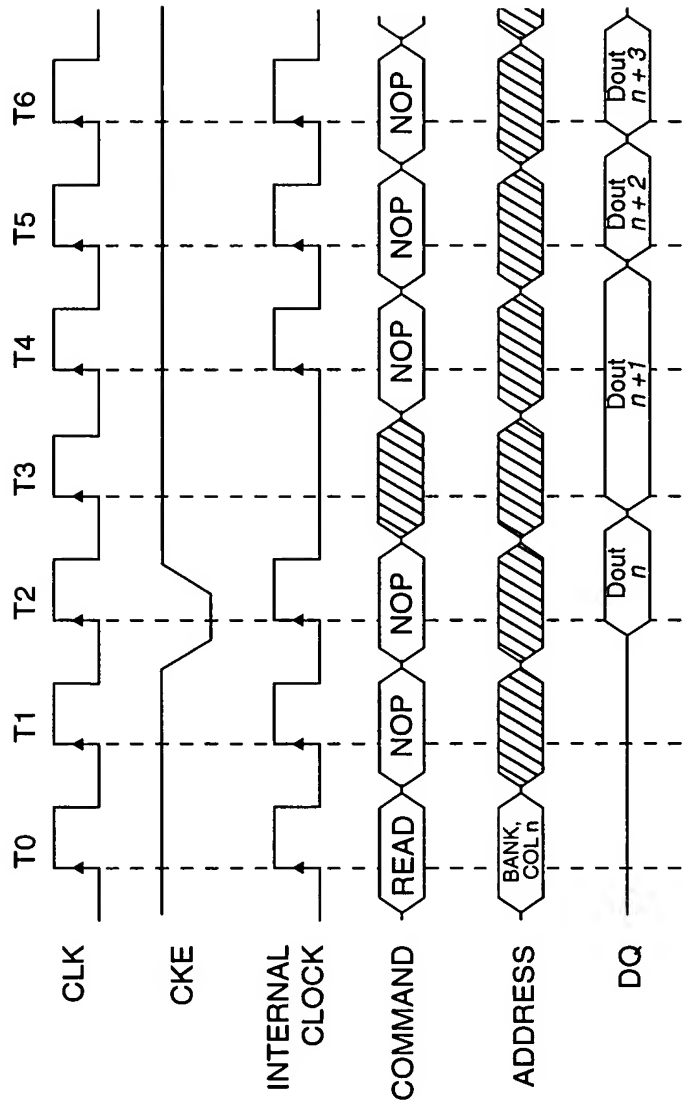 T0 T1 T2 T3 T4 T5 T6
CLK
CKE
INTERNAL
CLOCK
COMMAND READ NOP NOP NOP NOP NOP
ADDRESS BANK,
COL n
DQ Dout
n Dout
n+1 Dout
n+2 Dout
n+3